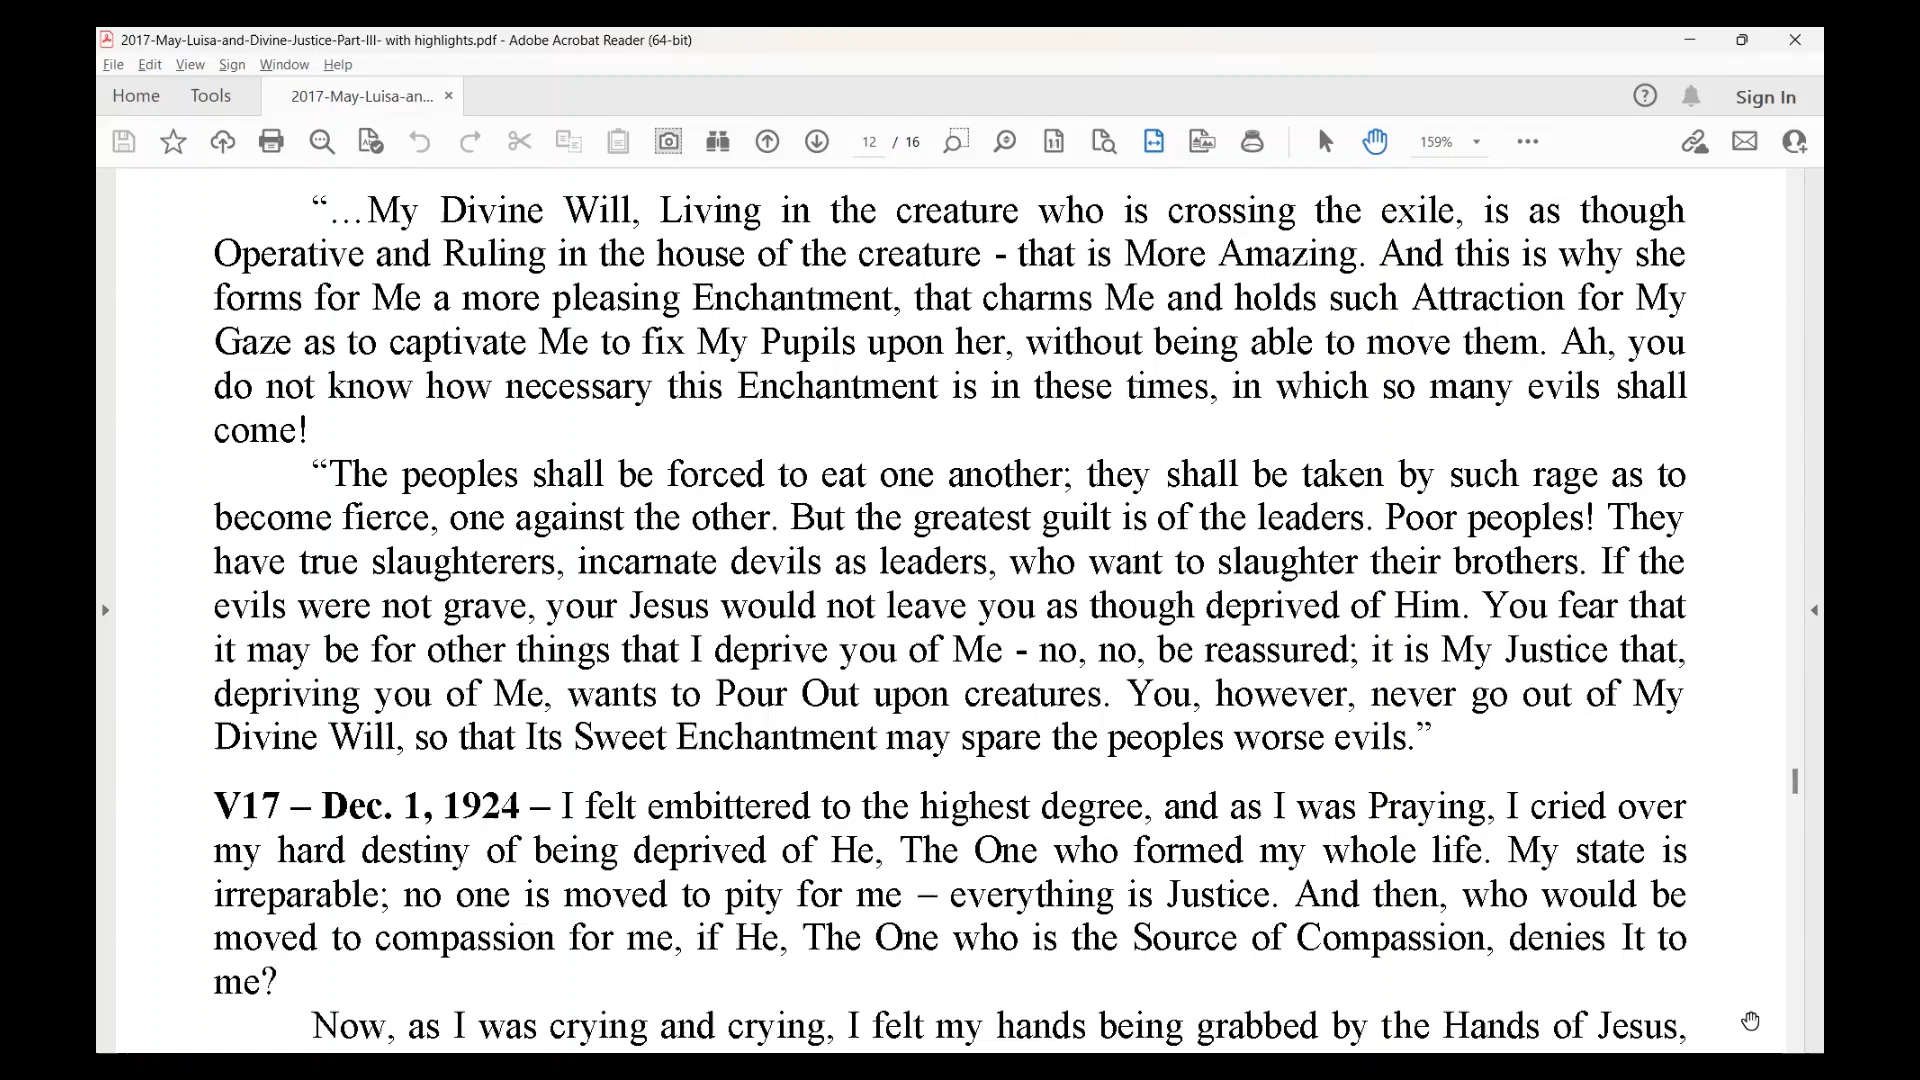 2017-May-Luisa-and-Divine-Justice-Part-III- with highlights.pdf - Adobe Acrobat Reader (64-bit)
File Edit View Sign Window Help
Home Tools 2017-May-Luisa-an... × Sign In
12 / 16 159%
“…My Divine Will, Living in the creature who is crossing the exile, is as though
Operative and Ruling in the house of the creature - that is More Amazing. And this is why she
forms for Me a more pleasing Enchantment, that charms Me and holds such Attraction for My
Gaze as to captivate Me to fix My Pupils upon her, without being able to move them. Ah, you
do not know how necessary this Enchantment is in these times, in which so many evils shall
come!
“The peoples shall be forced to eat one another; they shall be taken by such rage as to
become fierce, one against the other. But the greatest guilt is of the leaders. Poor peoples! They
have true slaughterers, incarnate devils as leaders, who want to slaughter their brothers. If the
evils were not grave, your Jesus would not leave you as though deprived of Him. You fear that
it may be for other things that I deprive you of Me - no, no, be reassured; it is My Justice that,
depriving you of Me, wants to Pour Out upon creatures. You, however, never go out of My
Divine Will, so that Its Sweet Enchantment may spare the peoples worse evils.”
V17 – Dec. 1, 1924 – I felt embittered to the highest degree, and as I was Praying, I cried over
my hard destiny of being deprived of He, The One who formed my whole life. My state is
irreparable; no one is moved to pity for me – everything is Justice. And then, who would be
moved to compassion for me, if He, The One who is the Source of Compassion, denies It to
me?
Now, as I was crying and crying, I felt my hands being grabbed by the Hands of Jesus,